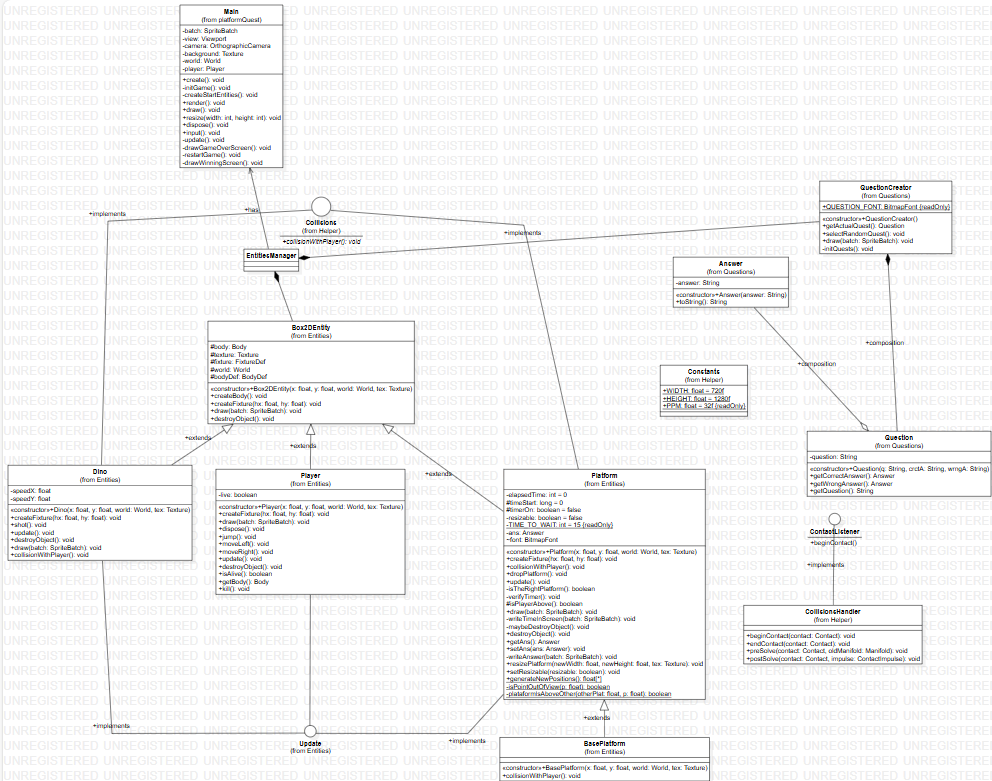 UNREGISTERED UNREGISTERED UNREGISTERED UNREGISTERED UNREGISTERED UNREGISTERED UNREGISTERED UNREGISTERED UNREGISTERED UNREGISTERED
Main
(from platformQuest)
-batch: SpriteBatch
-view: Viewport
-camera: OrthographicCamera
-background: Texture
-world: World
-player: Player
+create(): void
-initGame(): void
-createStartEntities(): void
+render(): void
+draw(): void
+resize(width: int, height: int): void
+dispose(): void
+input(): void
-update(): void
-drawGameOverScreen(): void
-restartGame(): void
-drawWinningScreen(): void
+implements
+has
Collisions
(from Helper)
+collisionWithPlayer(): void
+implements
EntitiesManager
QuestionCreator
(from Questions)
+QUESTION_FONT: BitmapFont {readOnly}
«constructor»+QuestionCreator()
+getActualQuest(): Question
+selectRandomQuest(): void
+draw(batch: SpriteBatch): void
-initQuests(): void
Answer
(from Questions)
-answer: String
«constructor»+Answer(answer: String)
+toString(): String
+composition
+composition
Box2DEntity
(from Entities)
#body: Body
#texture: Texture
#fixture: FixtureDef
#world: World
#bodyDef: BodyDef
«constructor»+Box2DEntity(x: float, y: float, world: World, tex: Texture)
+createBody(): void
+createFixture(hx: float, hy: float): void
+draw(batch: SpriteBatch): void
+destroyObject(): void
Constants
(from Helper)
+WIDTH: float = 720f
+HEIGHT: float = 1280f
+PPM: float = 32f {readOnly}
Question
(from Questions)
-question: String
«constructor»+Question(q: String, crctA: String, wrngA: String)
+getCorrectAnswer(): Answer
+getWrongAnswer(): Answer
+getQuestion(): String
+extends
+extends
+extends
Dino
(from Entities)
-speedX: float
-speedY: float
«constructor»+Dino(x: float, y: float, world: World, tex: Texture)
+createFixture(hx: float, hy: float): void
+shot(): void
+update(): void
+destroyObject(): void
+draw(batch: SpriteBatch): void
+collisionWithPlayer(): void
Player
(from Entities)
-live: boolean
«constructor»+Player(x: float, y: float, world: World, tex: Texture)
+createFixture(hx: float, hy: float): void
+draw(batch: SpriteBatch): void
+dispose(): void
+jump(): void
+moveLeft(): void
+moveRight(): void
+update(): void
+destroyObject(): void
+isAlive(): boolean
+getBody(): Body
+kill(): void
Platform
(from Entities)
-elapsedTime: int = 0
#timeStart: long = 0
#timerOn: boolean = false
-resizable: boolean = false
-TIME_TO_WAIT: int = 15 {readOnly}
-ans: Answer
~font: BitmapFont
«constructor»+Platform(x: float, y: float, world: World, tex: Texture)
+createFixture(hx: float, hy: float): void
+collisionWithPlayer(): void
+dropPlatform(): void
+update(): void
-isTheRightPlatform(): boolean
-verifyTimer(): void
#isPlayerAbove(): boolean
+draw(batch: SpriteBatch): void
-writeTimeInScreen(batch: SpriteBatch): void
-maybeDestroyObject(): void
+destroyObject(): void
+getAns(): Answer
+setAns(ans: Answer): void
-writeAnswer(batch: SpriteBatch): void
+resizePlatform(newWidth: float, newHeight: float, tex: Texture): void
+setResizable(resizable: boolean): void
+generateNewPositions(): float[*]
-isPointOutOfView(p: float): boolean
-plataformIsAboveOther(otherPlat: float, p: float): boolean
ContactListener
+beginContact()
+implements
CollisionsHandler
(from Helper)
+beginContact(contact: Contact): void
+endContact(contact: Contact): void
+preSolve(contact: Contact, oldManifold: Manifold): void
+postSolve(contact: Contact, impulse: ContactImpulse): void
+implements
Update
(from Entities)
+implements
+extends
BasePlatform
(from Entities)
«constructor»+BasePlatform(x: float, y: float, world: World, tex: Texture)
+collisionWithPlayer(): void